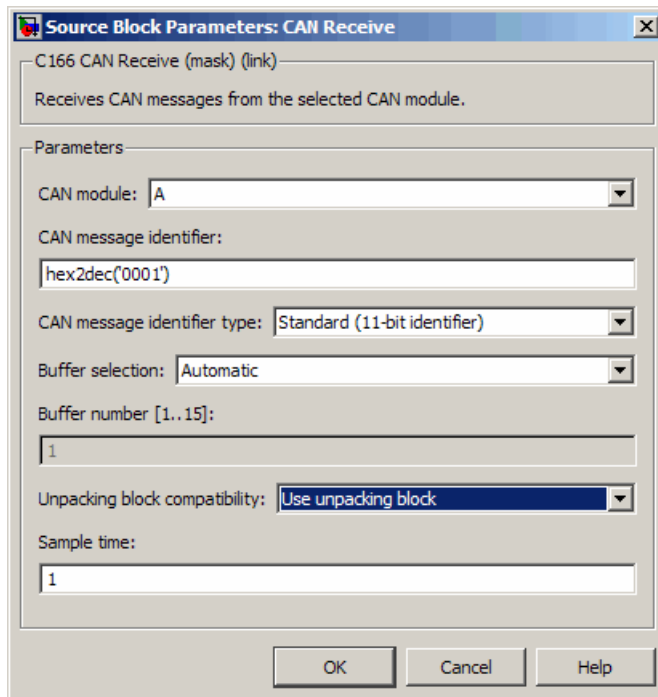 Source Block Parameters: CAN Receive
C166 CAN Receive (mask) (link)
Receives CAN messages from the selected CAN module.
Parameters
CAN module: A
CAN message identifier:
hex2dec('0001')
CAN message identifier type: Standard (11-bit identifier)
Buffer selection: Automatic
Buffer number [1..15]:
1
Unpacking block compatibility: Use unpacking block
Sample time:
1
OK Cancel Help